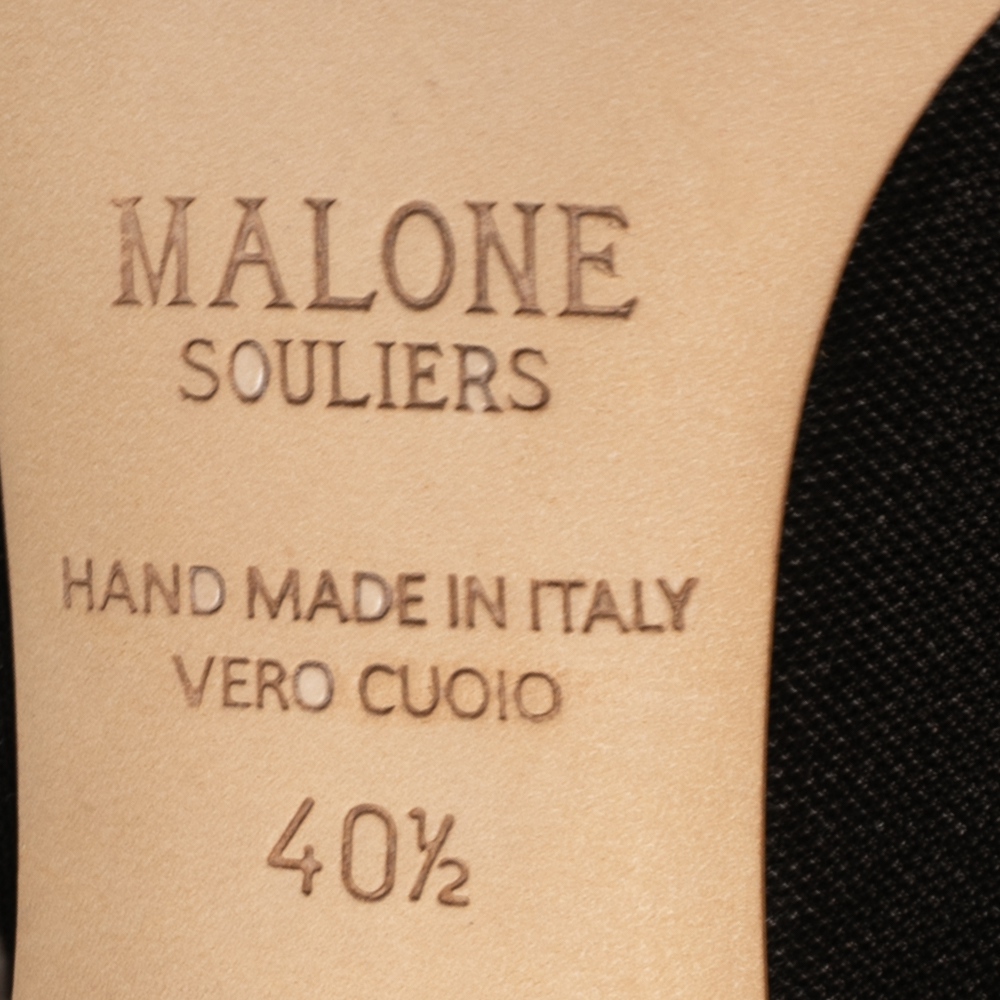 MALONE
SOULIERS
HAND MADE IN ITALY
VERO CUOIO
40½